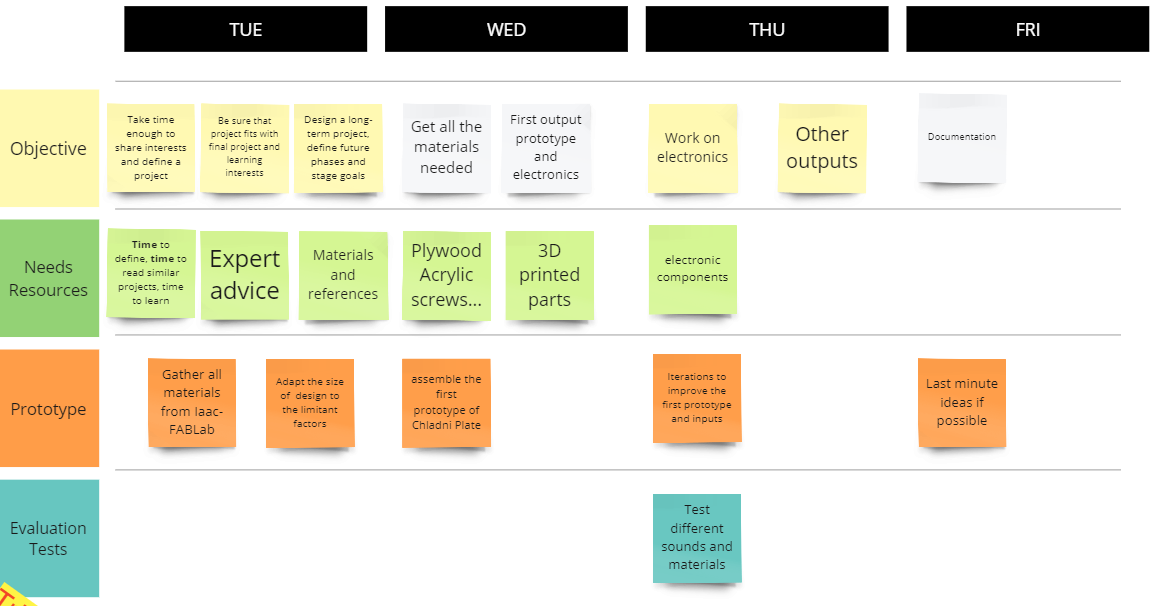 TUE
WED
THU
FRI
Objective
Take time
enough to
share interests
and define a
project
Be sure that
project fits with
final project and
learning
interests
Design a long-
term project,
define future
phases and
stage goals
Get all the
materials
needed
First output
prototype
and
electronics
Work on
electronics
Other
outputs
Documentation
Needs
Resources
Time to
define, time to
read similar
projects, time
to learn
Expert
advice
Materials
and
references
Plywood
Acrylic
screws...
3D
printed
parts
electronic
components
Prototype
Gather all
materials
from Iaac-
FABLab
Adapt the size
of design to
the limitant
factors
assemble the
first
prototype of
Chladni Plate
Iterations to
improve the
first prototype
and inputs
Last minute
ideas if
possible
Evaluation
Tests
Test
different
sounds and
materials